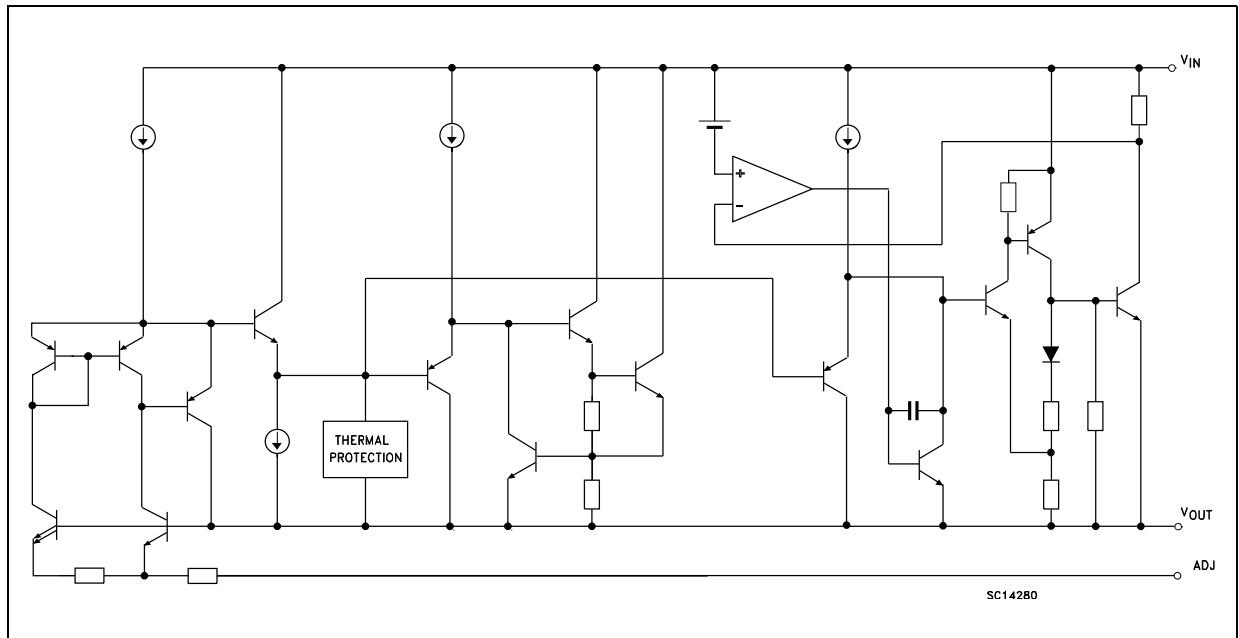 VIN
+
−
THERMAL
PROTECTION
VOUT
ADJ
SC14280